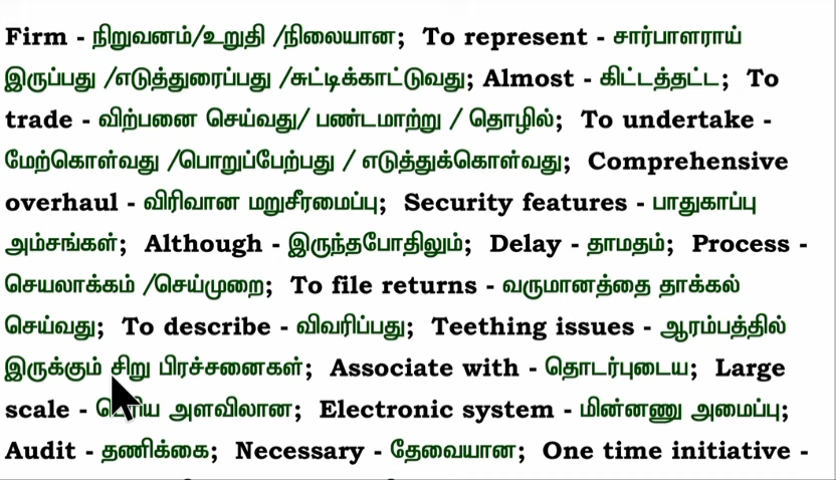 Firm - நிறுவனம்/உறுதி /நிலையான; To represent - சார்பாளராய்
இருப்பது /எடுத்துரைப்பது /சுட்டிக்காட்டுவது; Almost - கிட்டத்தட்ட; To
trade - விற்பனை செய்வது/ பண்டமாற்று / தொழில்; To undertake -
மேற்கொள்வது /பொறுப்பேற்பது / எடுத்துக்கொள்வது; Comprehensive
overhaul - விரிவான மறுசீரமைப்பு; Security features - பாதுகாப்பு
அம்சங்கள்; Although - இருந்தபோதிலும்; Delay - தாமதம்; Process -
செயலாக்கம் /செய்முறை; To file returns - வருமானத்தை தாக்கல்
செய்வது; To describe - விவரிப்பது; Teething issues - ஆரம்பத்தில்
இருக்கும் சிறு பிரச்சனைகள்; Associate with - தொடர்புடைய; Large
scale - அளவிலான; Electronic system - மின்னணு அமைப்பு;
Audit - தணிக்கை; Necessary - தேவையான; One time initiative -